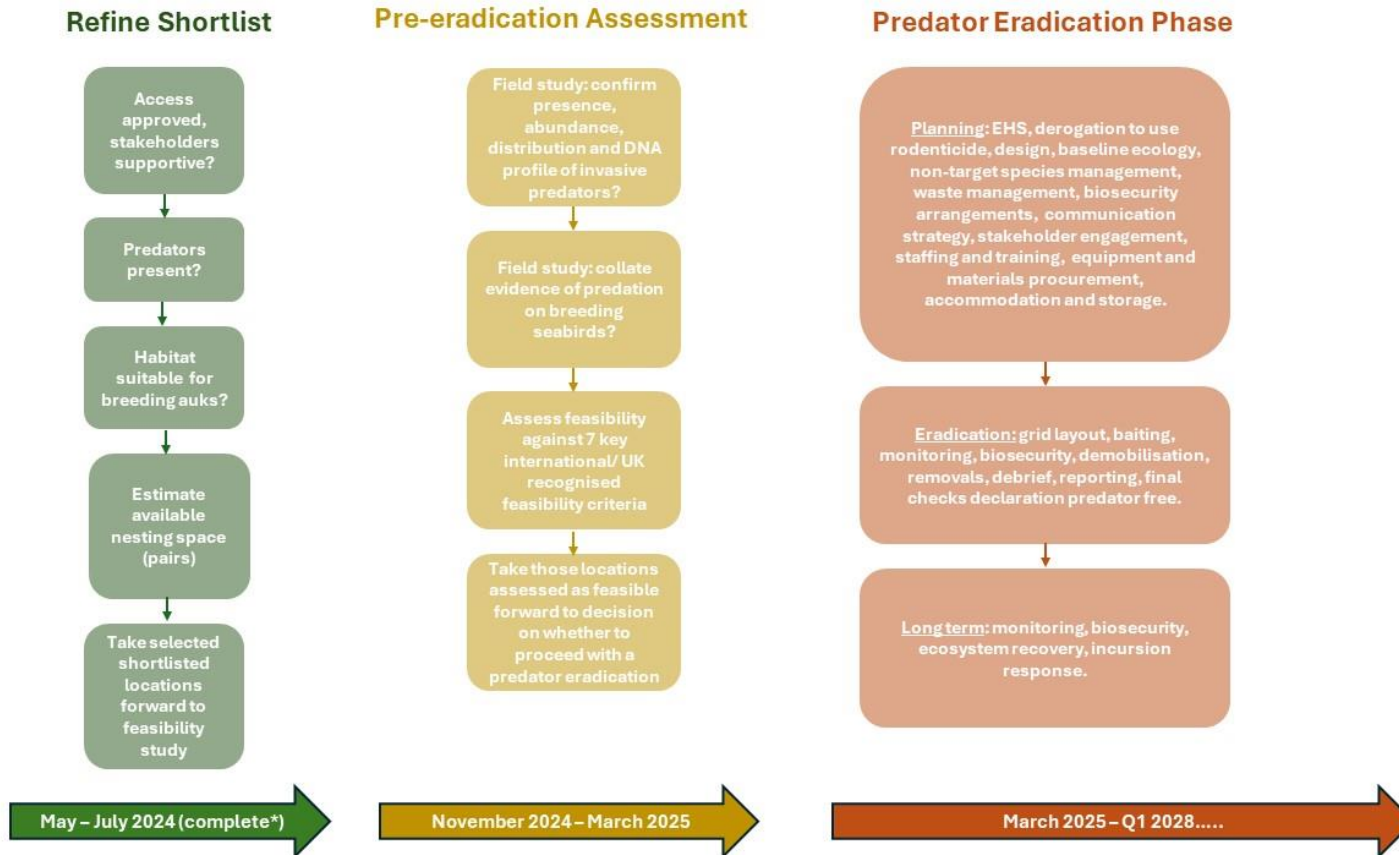 Refine Shortlist
Access
approved,
stakeholders
supportive?
Predators
present?
Habitat
suitable for
breeding auks?
Estimate
available
nesting space
(pairs)
Take selected
shortlisted
locations
forward to
feasibility
study
May – July 2024 (complete*)
Pre-eradication Assessment
Field study: confirm
presence,
abundance,
distribution and DNA
profile of invasive
predators?
Field study: collate
evidence of predation
on breeding
seabirds?
Assess feasibility
against 7 key
international/ UK
recognised
feasibility criteria
Take those locations
assessed as feasible
forward to decision
on whether to
proceed with a
predator eradication
November 2024 – March 2025
Predator Eradication Phase
Planning: EHS, derogation to use
rodenticide, design, baseline ecology,
non-target species management,
waste management, biosecurity
arrangements, communication
strategy, stakeholder engagement,
staffing and training, equipment and
materials procurement,
accommodation and storage.
Eradication: grid layout, baiting,
monitoring, biosecurity, demobilisation,
removals, debrief, reporting, final
checks declaration predator free.
Long term: monitoring, biosecurity,
ecosystem recovery, incursion
response.
March 2025 – Q1 2028.....